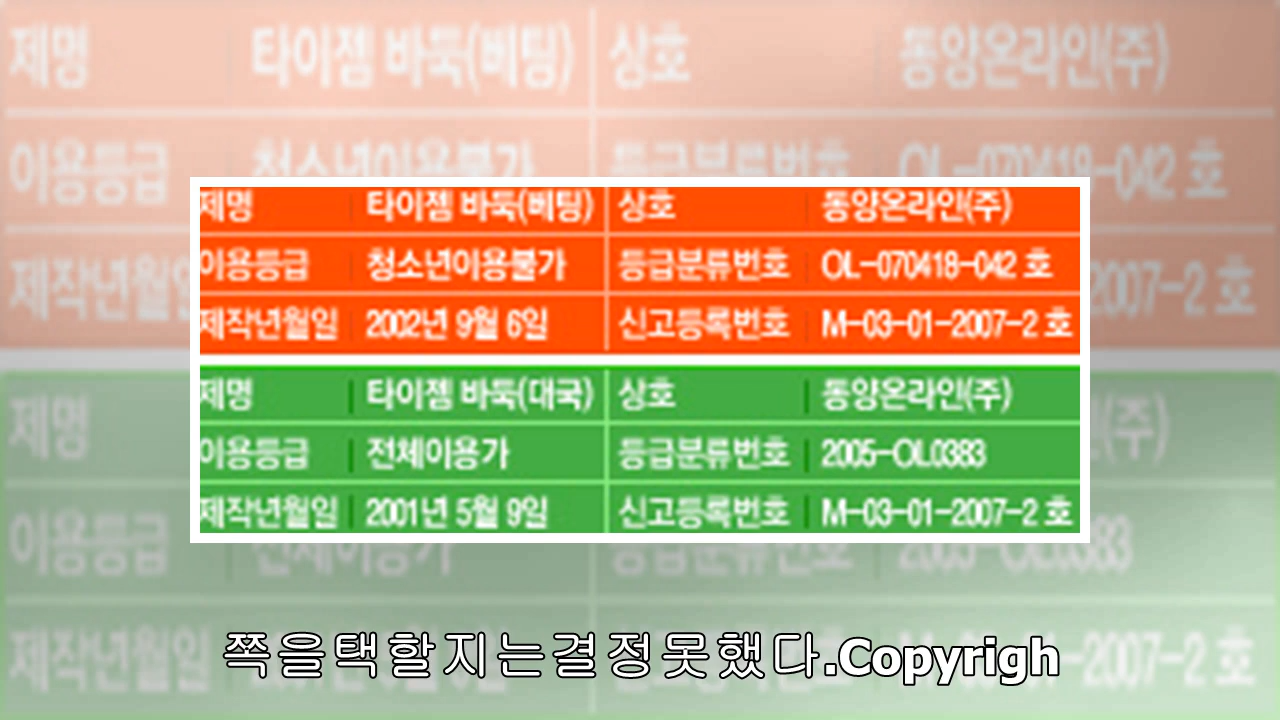 제명 타이젬 바둑(베팅) 상호 동양온라인(주)
이용등급 청소년이용불가 등급분류번호 OL-070418-042 호
제작년월일 2002년 9월 6일 신고등록번호 M-03-01-2007-2 호
제명 타이젬 바둑(대국) 상호 동양온라인(주)
이용등급 전체이용가 등급분류번호 2005-OL0383
제작년월일 2001년 5월 9일 신고등록번호 M-03-01-2007-2 호
쪽을택할지는결정못했다.Copyrigh